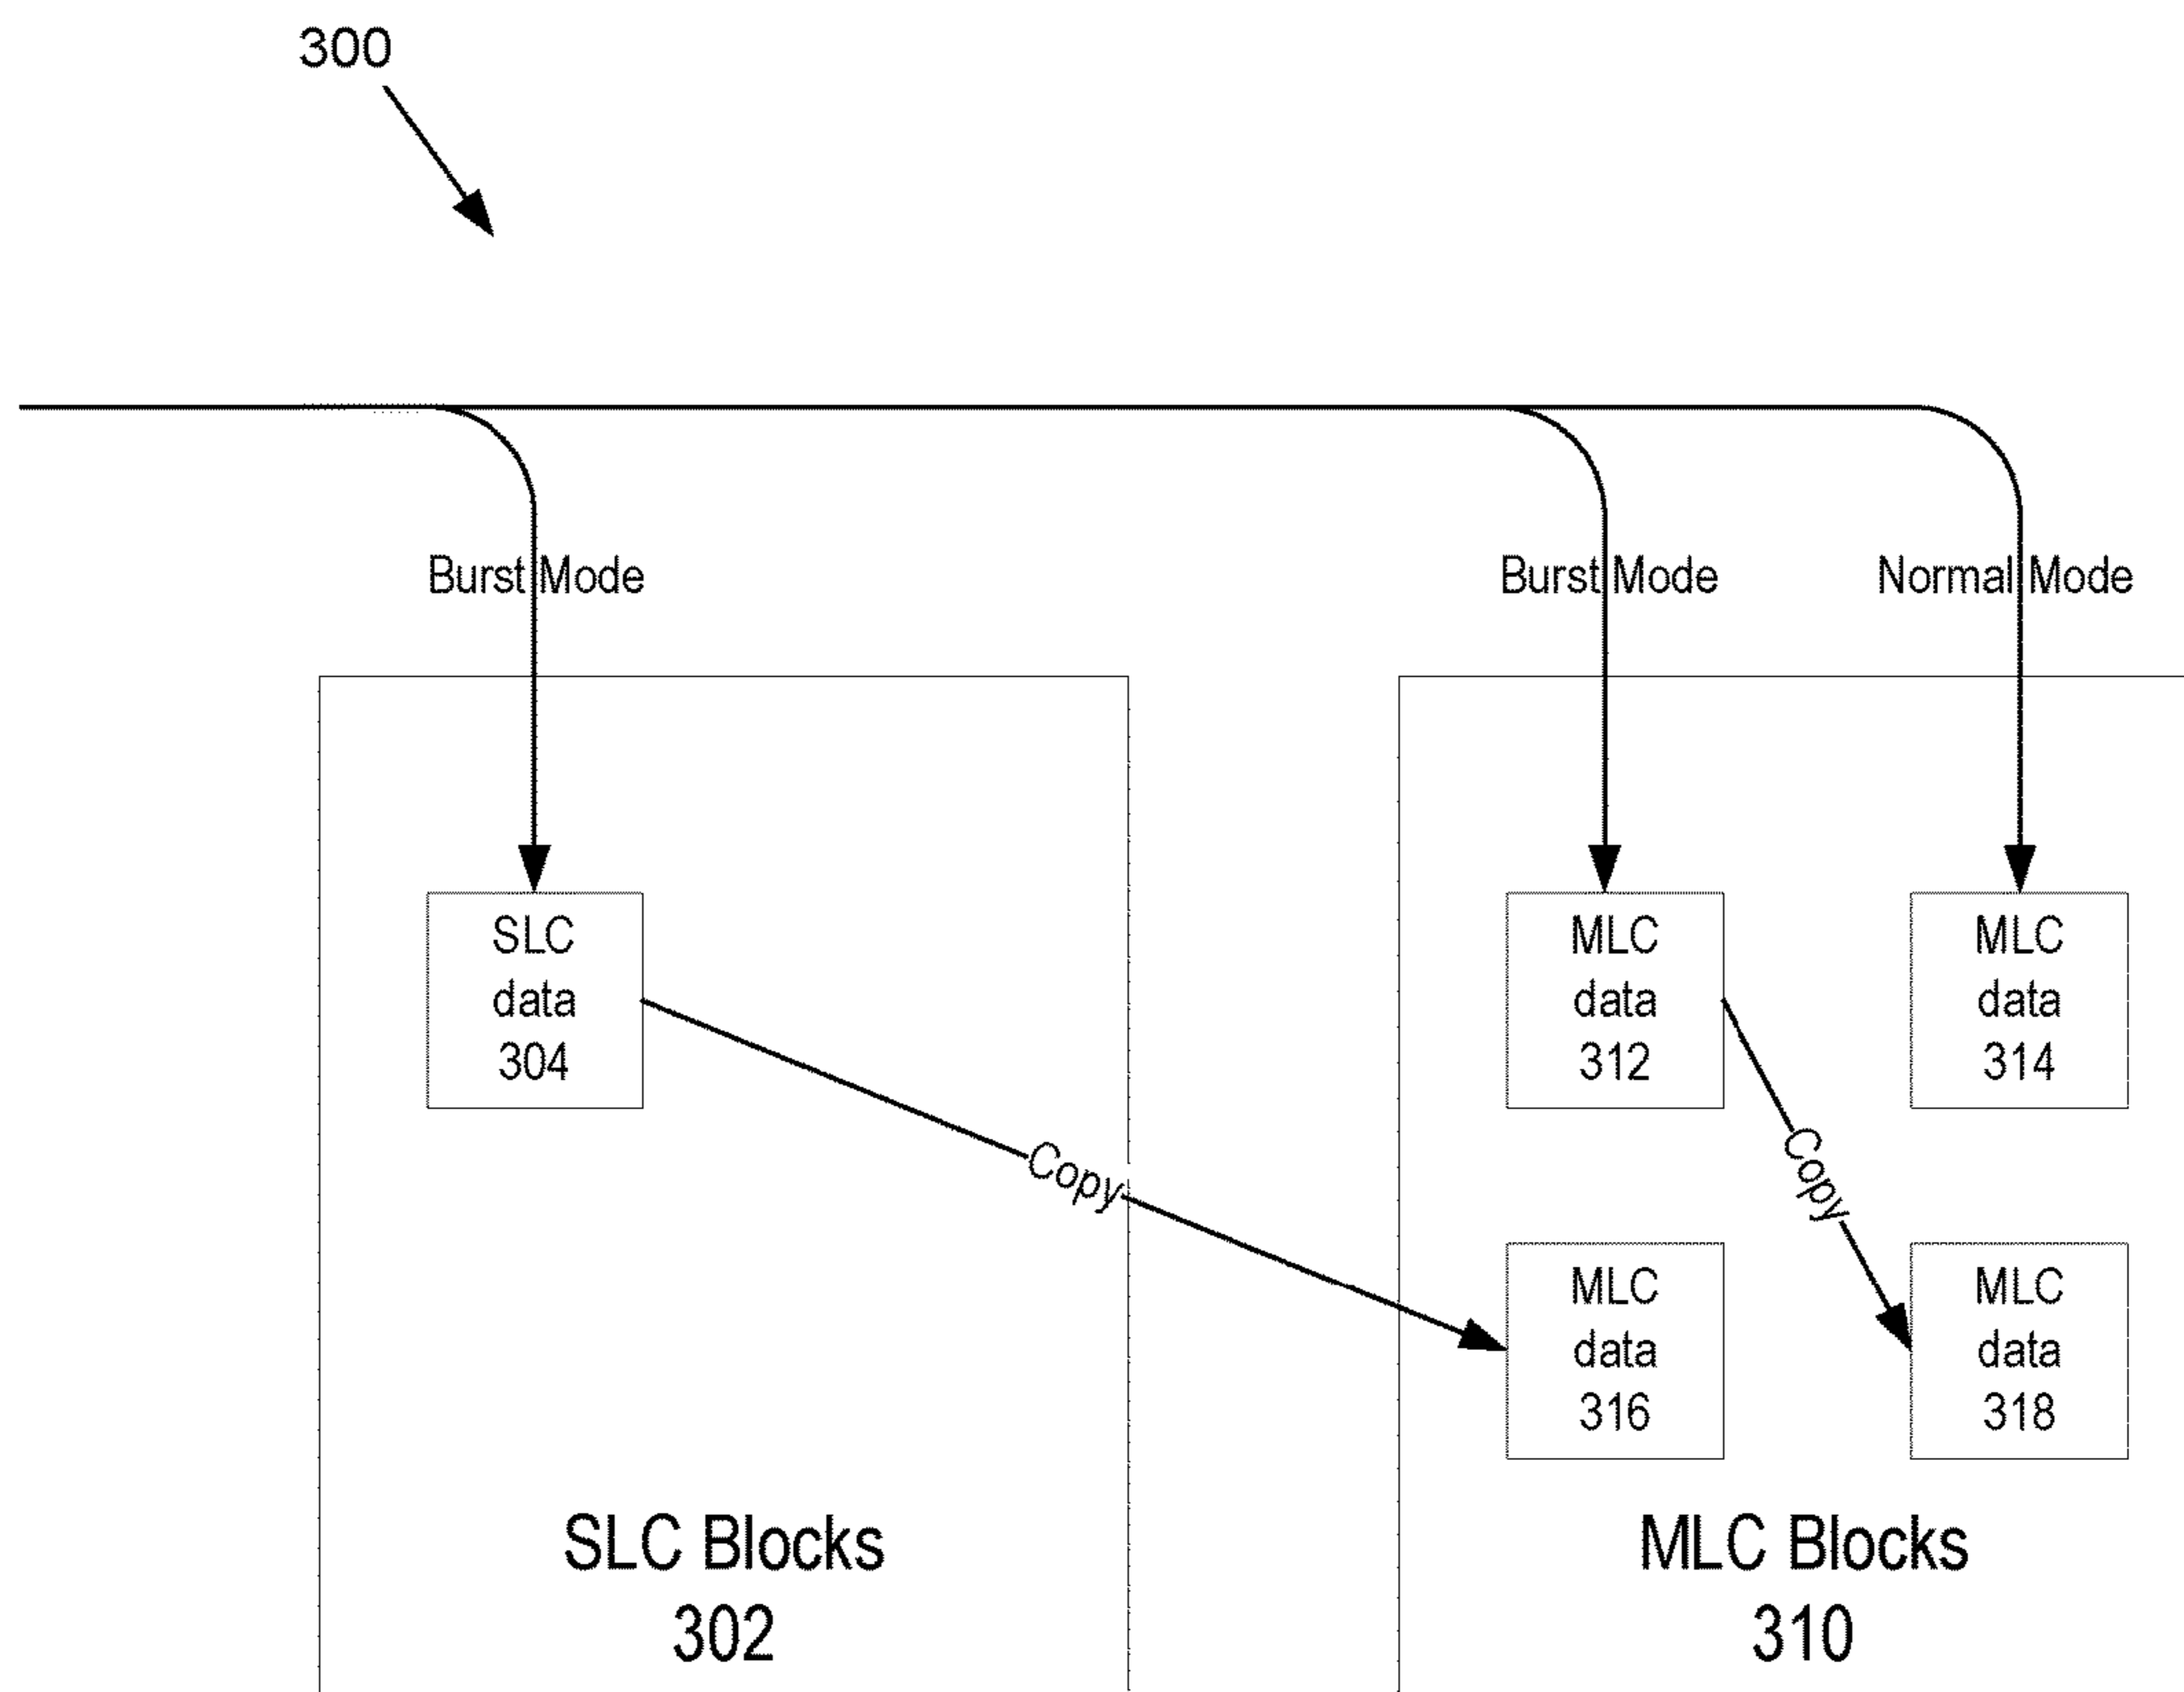 300
Burst Mode
Burst Mode
Normal Mode
SLC
data
304
MLC
data
312
MLC
data
314
Copy
Copy
MLC
data
316
MLC
data
318
SLC Blocks
302
MLC Blocks
310